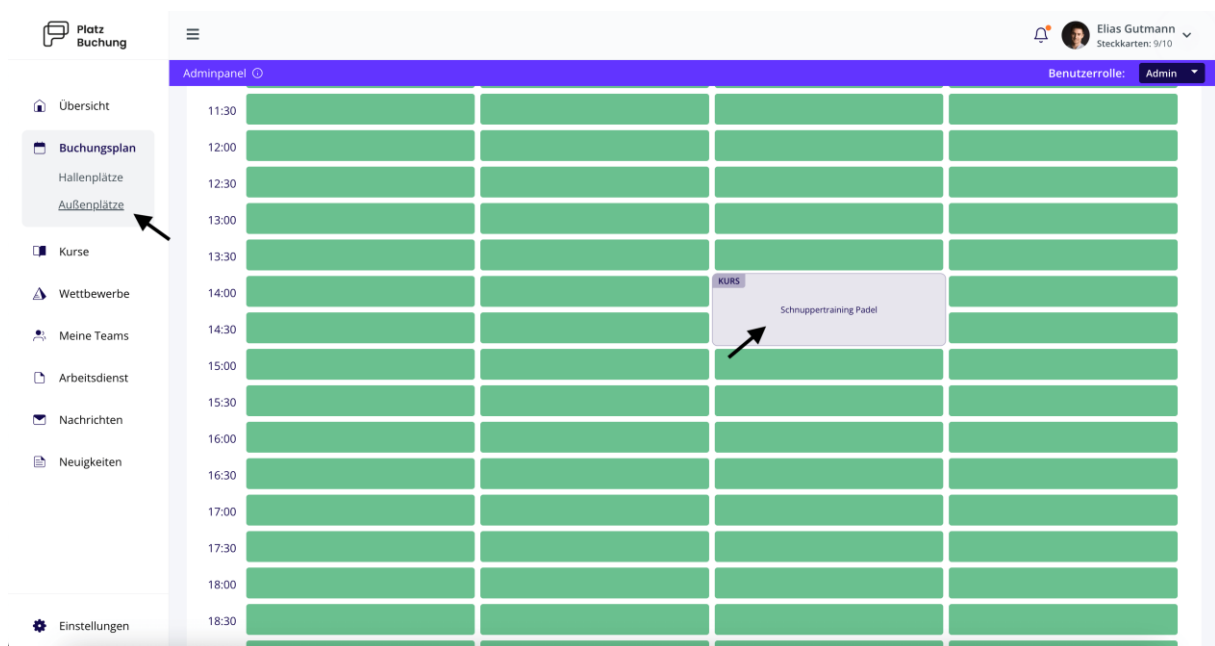 Platz
Buchung
Elias Gutmann
Steckkarten: 9/10
Adminpanel
Benutzerrolle: Admin
Übersicht
Buchungsplan
Hallenplätze
Außenplätze
Kurse
Wettbewerbe
Meine Teams
Arbeitsdienst
Nachrichten
Neuigkeiten
Einstellungen
11:30
12:00
12:30
13:00
13:30
14:00
KURS
Schnuppertraining Padel
14:30
15:00
15:30
16:00
16:30
17:00
17:30
18:00
18:30